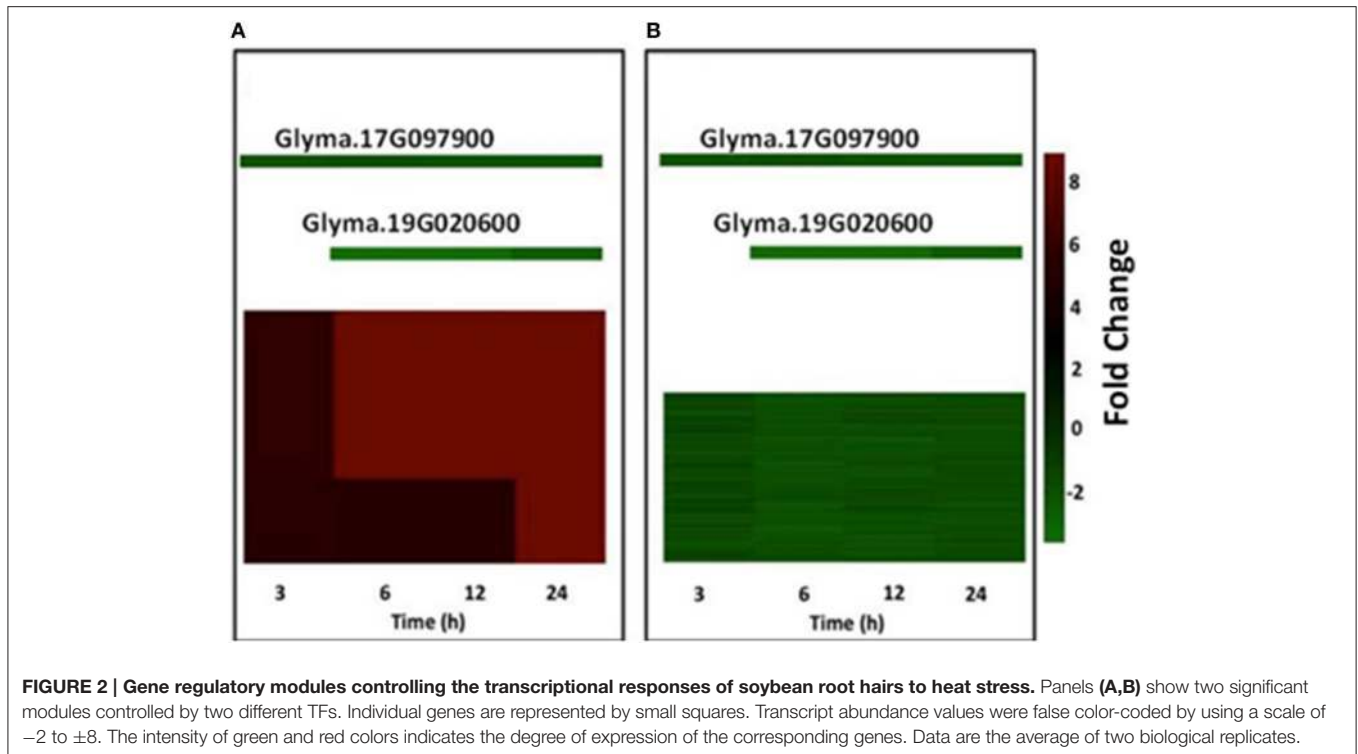 A
B
Glyma.17G097900
Glyma.19G020600
3 6 12 24
Time (h)
Glyma.17G097900
Glyma.19G020600
3 6 12 24
Time (h)
8
6
4
2
0
-2
Fold Change
FIGURE 2 | Gene regulatory modules controlling the transcriptional responses of soybean root hairs to heat stress. Panels (A,B) show two significant
modules controlled by two different TFs. Individual genes are represented by small squares. Transcript abundance values were false color-coded by using a scale of
−2 to ±8. The intensity of green and red colors indicates the degree of expression of the corresponding genes. Data are the average of two biological replicates.